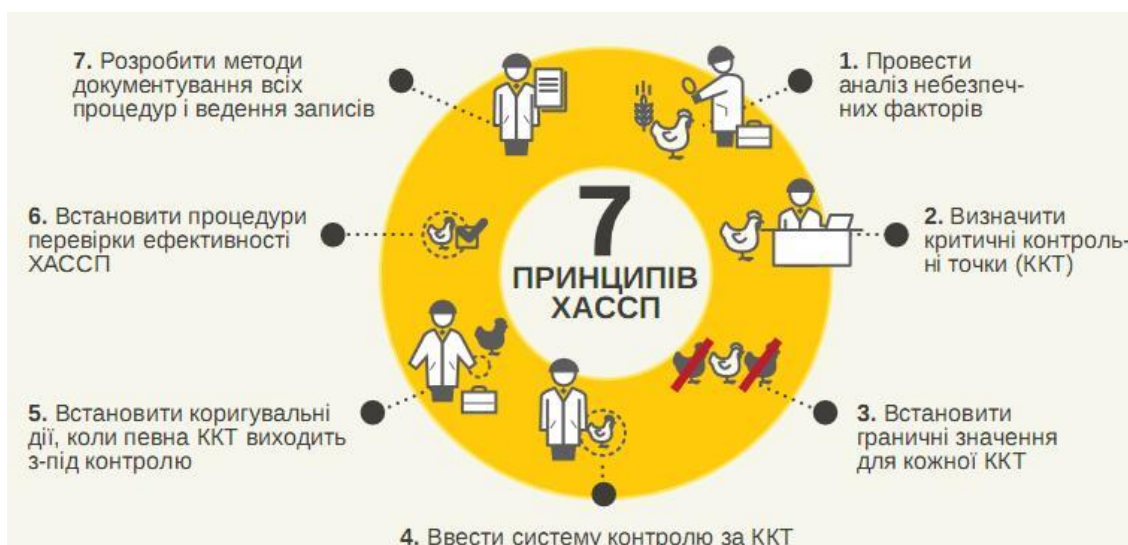 7
ПРИНЦИПІВ
ХАССП
1. Провести
аналіз небезпеч-
них факторів
2. Визначити
критичні контроль-
ні точки (ККТ)
3. Встановити
граничні значення
для кожної ККТ
4. Ввести систему контролю за ККТ
5. Встановити коригувальні
дії, коли певна ККТ виходить
з-під контролю
6. Встановити процедури
перевірки ефективності
ХАССП
7. Розробити методи
документування всіх
процедур і ведення записів